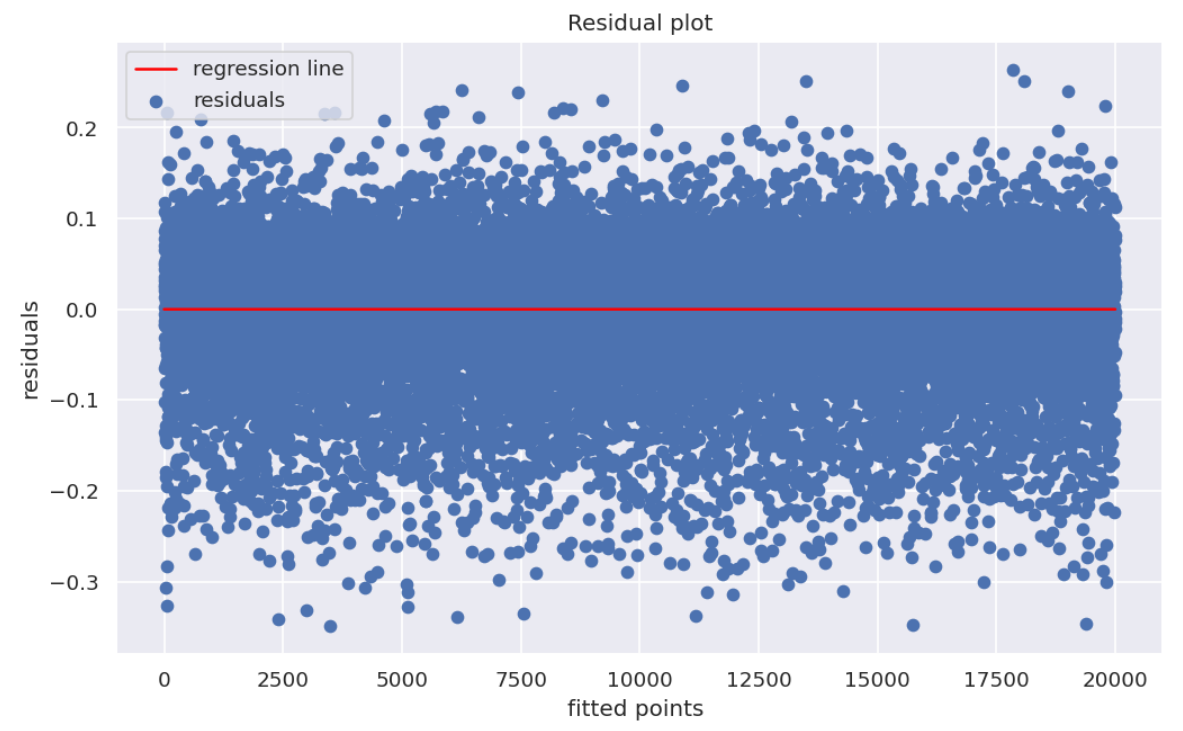 Residual plot
regression line
residuals
0.2
0.1
0.0
−0.1
−0.2
−0.3
residuals
0 2500 5000 7500 10000 12500 15000 17500 20000
fitted points